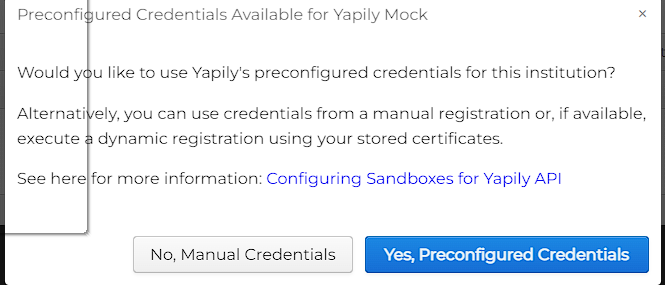 Preconfigured Credentials Available for Yapily Mock ×
Would you like to use Yapily's preconfigured credentials for this institution?
Alternatively, you can use credentials from a manual registration or, if available,
execute a dynamic registration using your stored certificates.
See here for more information: Configuring Sandboxes for Yapily API
No, Manual Credentials
Yes, Preconfigured Credentials